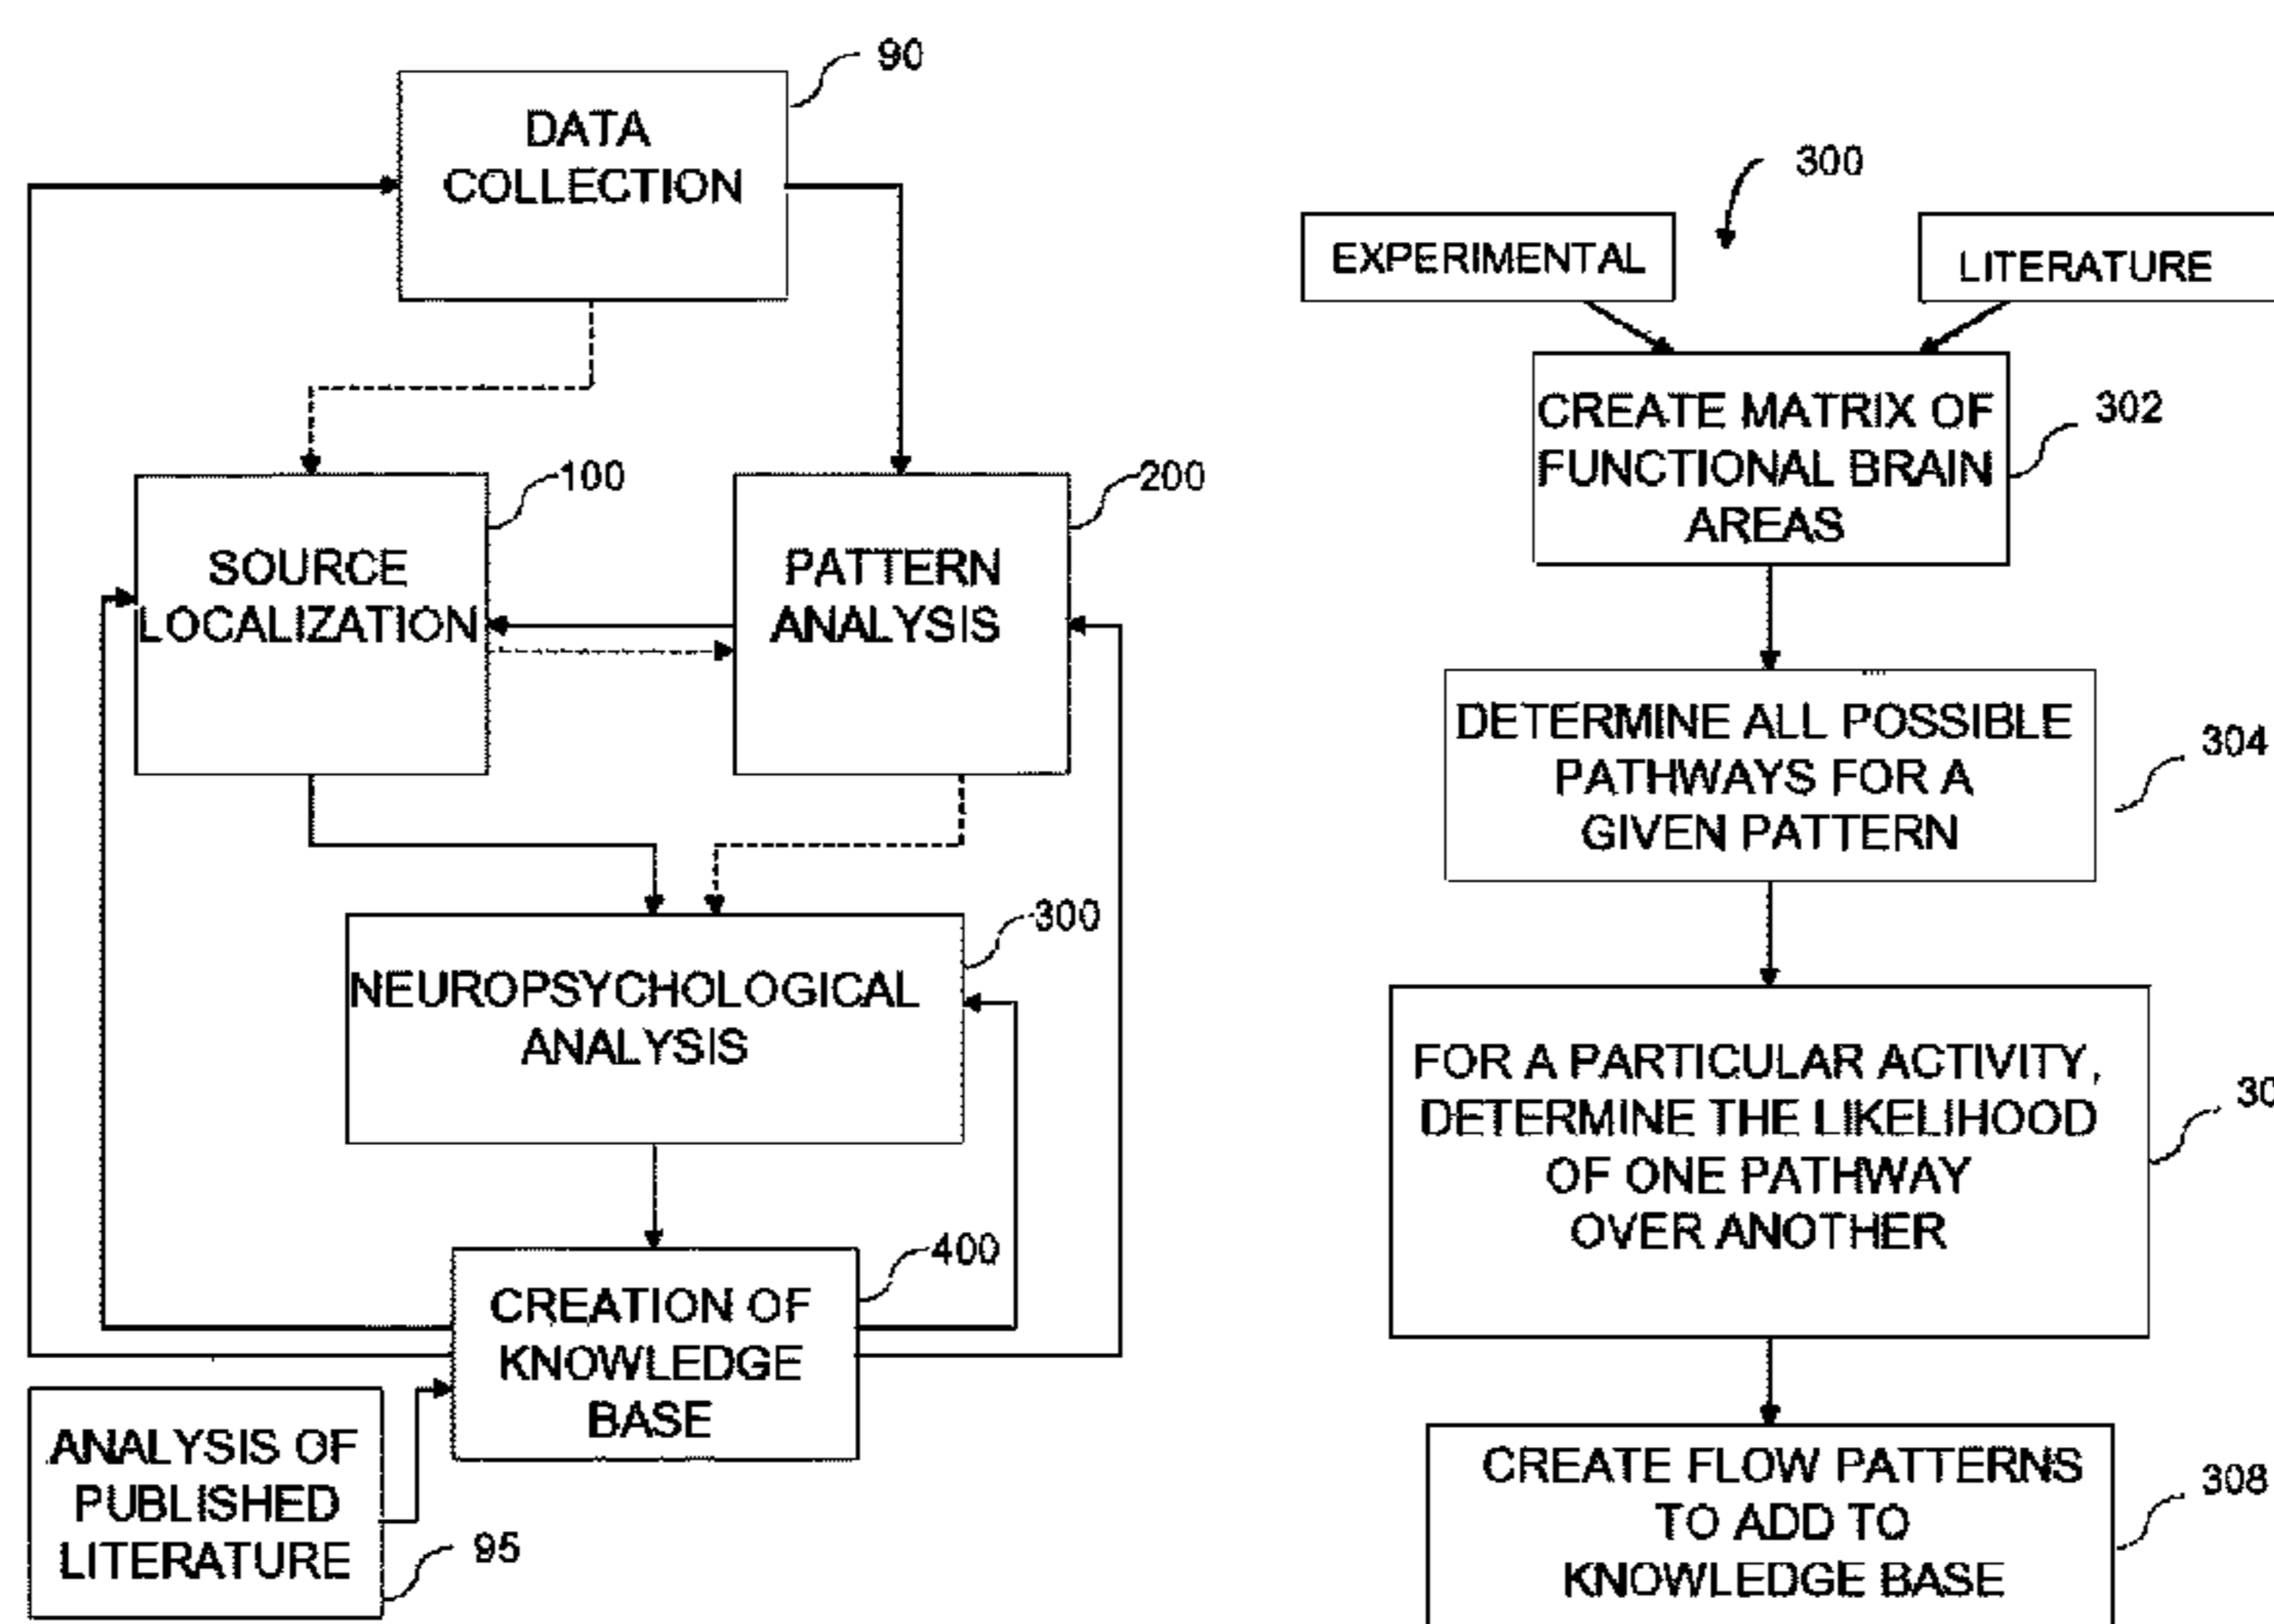 90
DATA
COLLECTION
100
SOURCE
LOCALIZATION
200
PATTERN
ANALYSIS
300
NEUROPSYCHOLOGICAL
ANALYSIS
400
CREATION OF
KNOWLEDGE
BASE
ANALYSIS OF
PUBLISHED
LITERATURE
95
300
EXPERIMENTAL
LITERATURE
CREATE MATRIX OF
FUNCTIONAL BRAIN
AREAS
302
DETERMINE ALL POSSIBLE
PATHWAYS FOR A
GIVEN PATTERN
304
FOR A PARTICULAR ACTIVITY,
DETERMINE THE LIKELIHOOD
OF ONE PATHWAY
OVER ANOTHER
CREATE FLOW PATTERNS
TO ADD TO
KNOWLEDGE BASE
308